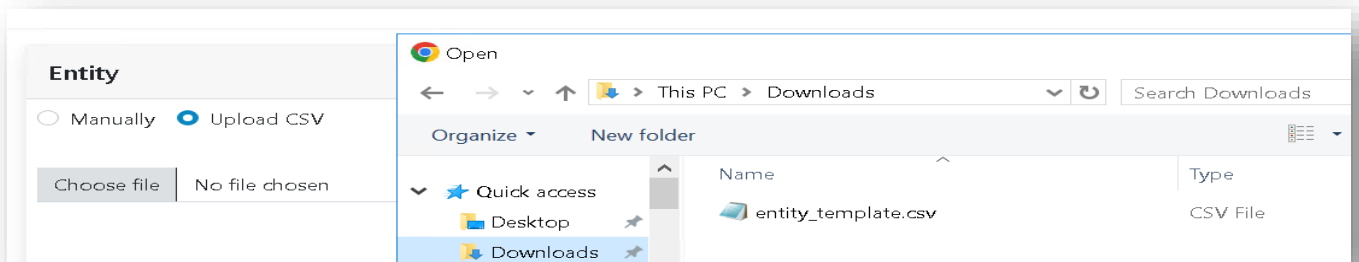 Entity
Manually Upload CSV
Choose file No file chosen
Open
This PC > Downloads
Search Downloads
Organize New folder
Name Type
Quick access
Desktop
Downloads
entity_template.csv CSV File